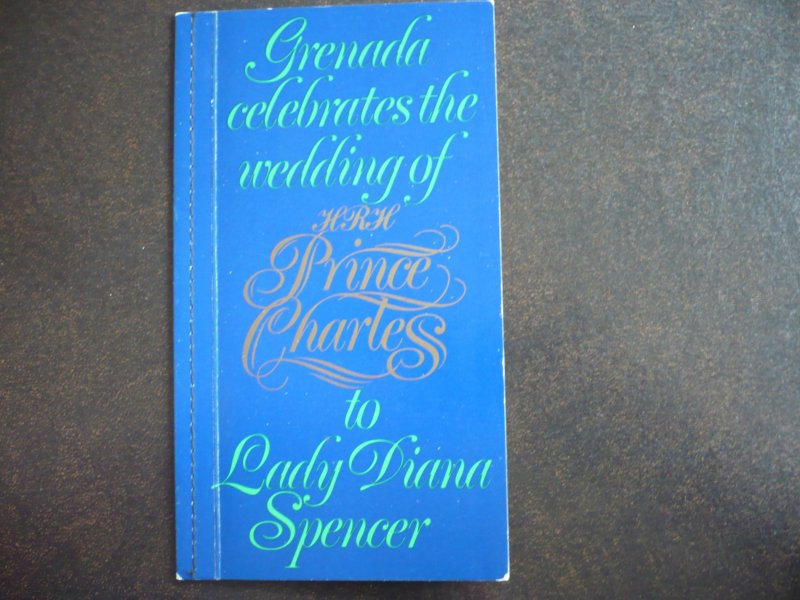 Grenada
celebrates the
wedding of
HRH
Prince
Charles
to
Lady Diana
Spencer